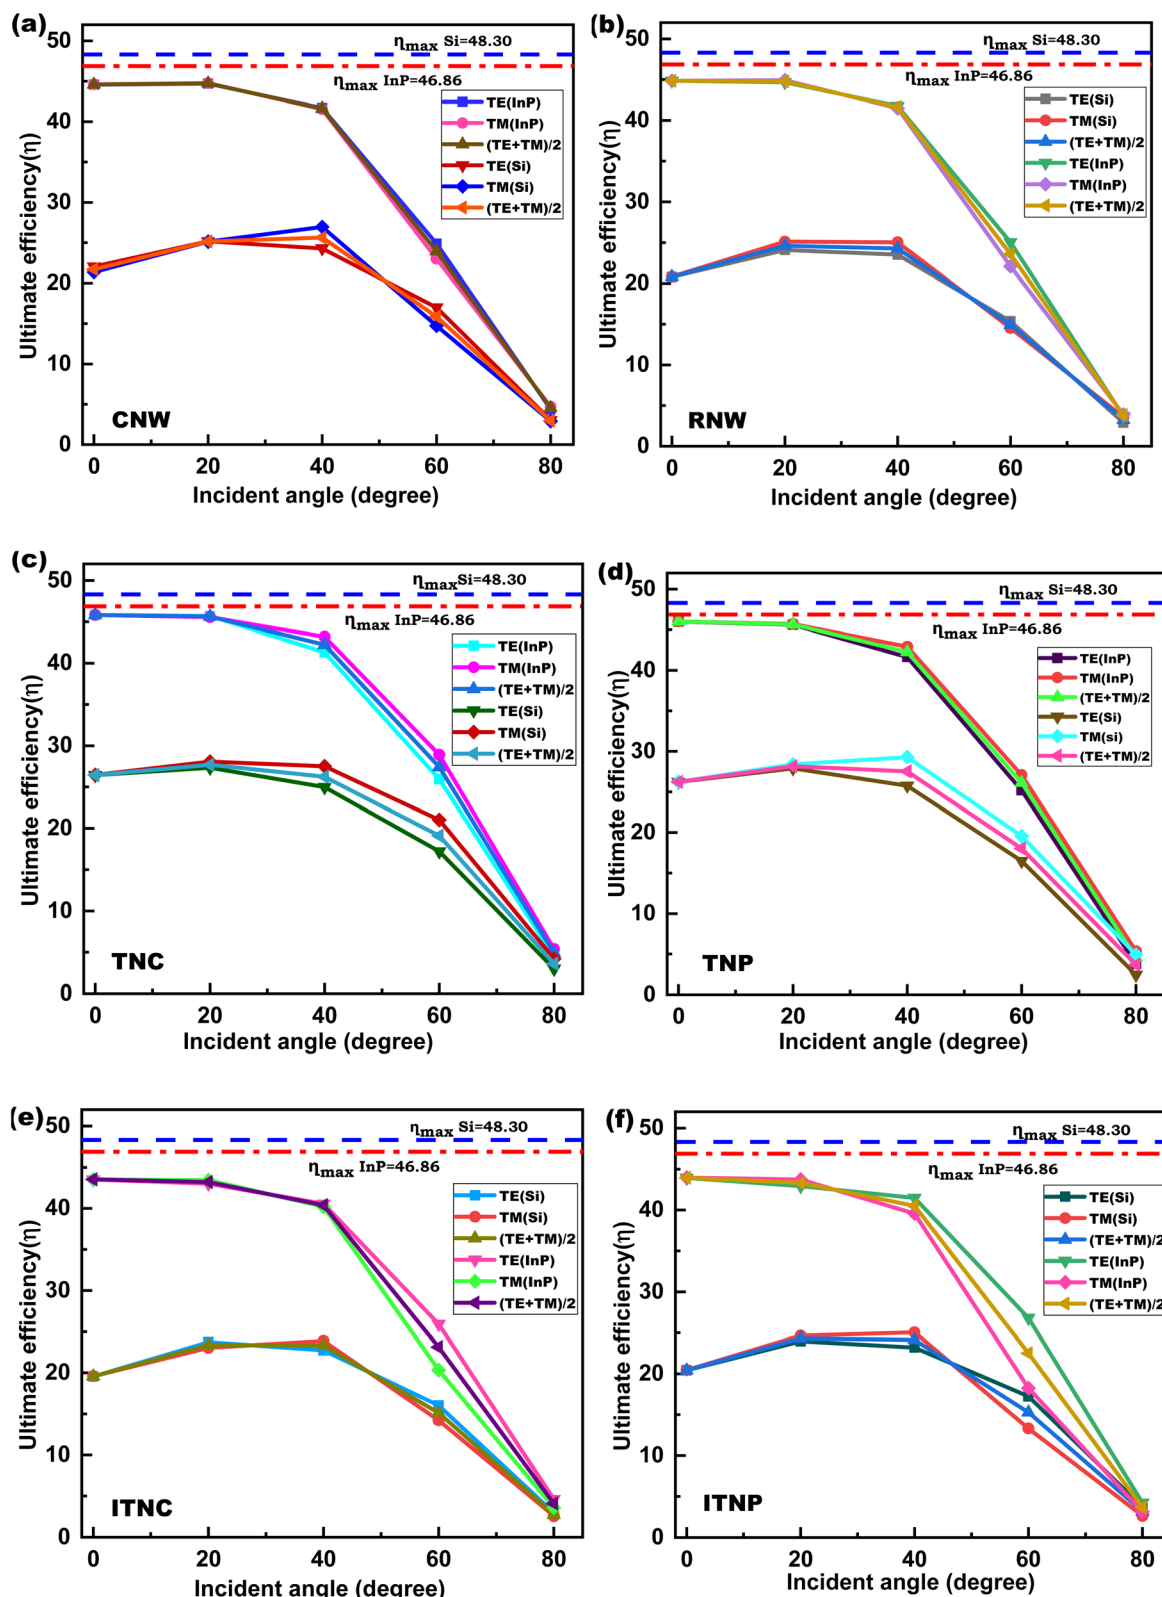 (a)
50
40
30
20
10
0
Ultimate efficiency(η)
ηmax Si=48.30
ηmax InP=46.86
TE(InP)
TM(InP)
(TE+TM)/2
TE(Si)
TM(Si)
(TE+TM)/2
CNW
0 20 40 60 80
Incident angle (degree)
(b)
50
40
30
20
10
0
Ultimate efficiency(η)
ηmax Si=48.30
ηmax InP=46.86
TE(Si)
TM(Si)
(TE+TM)/2
TE(InP)
TM(InP)
(TE+TM)/2
RNW
0 20 40 60 80
Incident angle (degree)
(c)
50
40
30
20
10
0
Ultimate efficiency(η)
ηmaxSi=48.30
ηmax InP=46.86
TE(InP)
TM(InP)
(TE+TM)/2
TE(Si)
TM(Si)
(TE+TM)/2
TNC
0 20 40 60 80
Incident angle (degree)
(d)
50
40
30
20
10
0
Ultimate efficiency(η)
ηmax Si=48.30
ηmax InP=46.86
TE(InP)
TM(InP)
(TE+TM)/2
TE(Si)
TM(si)
(TE+TM)/2
TNP
0 20 40 60 80
Incident angle (degree)
(e)
50
40
30
20
10
0
Ultimate efficiency(η)
ηmax Si=48.30
ηmax InP=46.86
TE(Si)
TM(Si)
(TE+TM)/2
TE(InP)
TM(InP)
(TE+TM)/2
ITNC
0 20 40 60 80
Incident angle (degree)
(f)
50
40
30
20
10
0
Ultimate efficiency(η)
ηmax Si=48.30
ηmax InP=46.86
TE(Si)
TM(Si)
(TE+TM)/2
TE(InP)
TM(InP)
(TE+TM)/2
ITNP
0 20 40 60 80
Incident angle (degree)